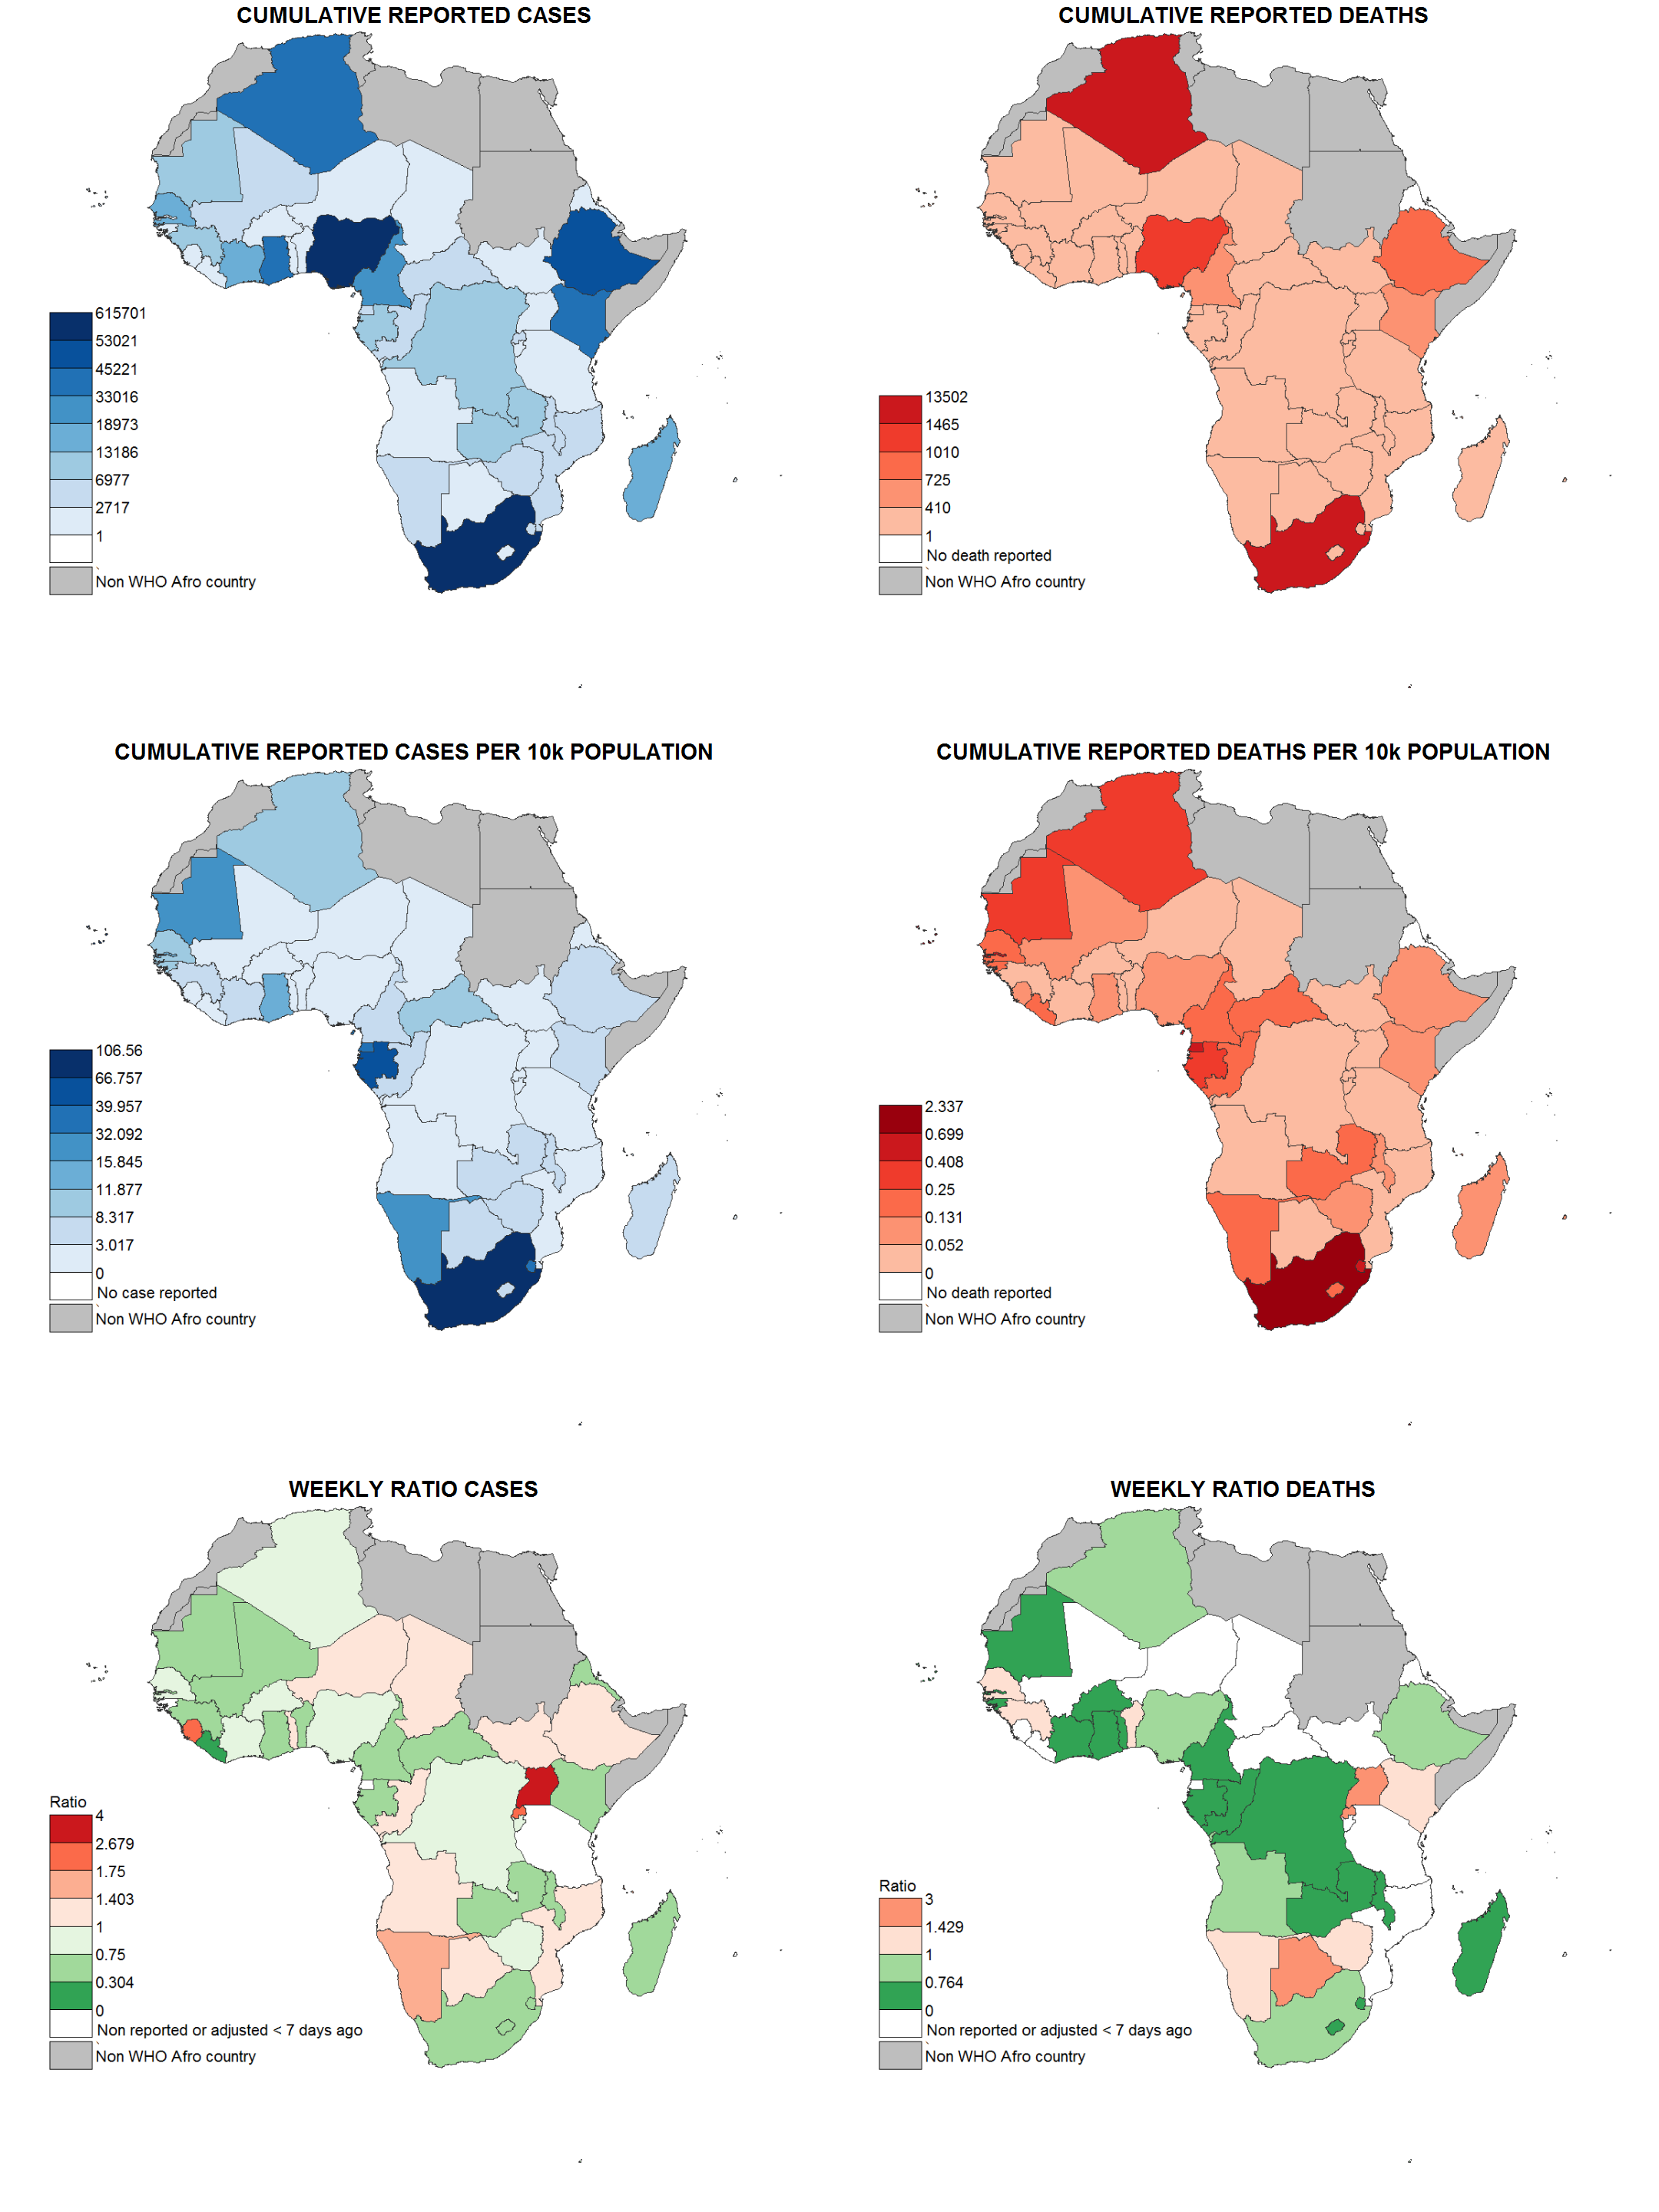 CUMULATIVE REPORTED CASES
615701
53021
45221
33016
18973
13186
6977
2717
1
Non WHO Afro country
CUMULATIVE REPORTED DEATHS
13502
1465
1010
725
410
1
No death reported
Non WHO Afro country
CUMULATIVE REPORTED CASES PER 10k POPULATION
106.56
66.757
39.957
32.092
15.845
11.877
8.317
3.017
0
No case reported
Non WHO Afro country
CUMULATIVE REPORTED DEATHS PER 10k POPULATION
2.337
0.699
0.408
0.25
0.131
0.052
0
No death reported
Non WHO Afro country
WEEKLY RATIO CASES
Ratio
4
2.679
1.75
1.403
1
0.75
0.304
0
Non reported or adjusted < 7 days ago
Non WHO Afro country
WEEKLY RATIO DEATHS
Ratio
3
1.429
1
0.764
0
Non reported or adjusted < 7 days ago
Non WHO Afro country